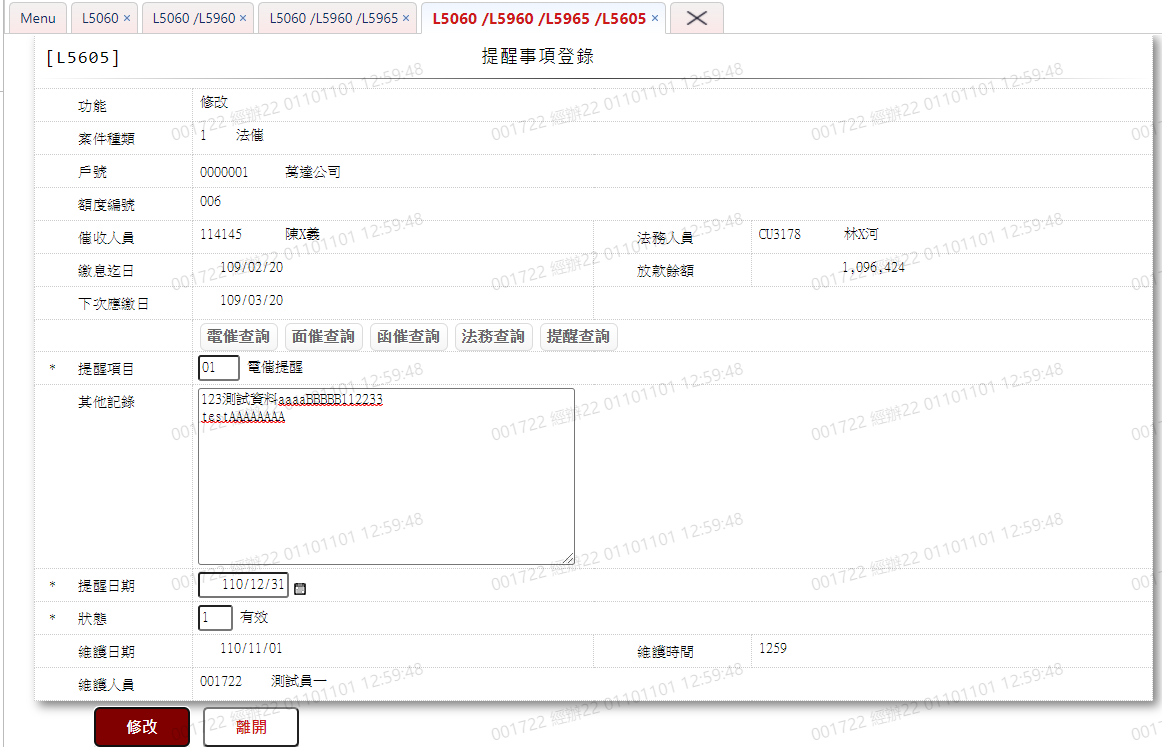 Menu L5060 × L5060 /L5960 × L5060 /L5960 /L5965 × L5060 /L5960 /L5965 /L5605 ×
[L5605] 提醒事項登錄
功能 修改
案件種類 1 法催
戶號 0000001 萬達公司
額度編號 006
催收人員 114145 陳X義 法務人員 CU3178 林X河
繳息迄日 109/02/20 放款餘額 1,096,424
下次應繳日 109/03/20
電催查詢 面催查詢 函催查詢 法務查詢 提醒查詢
* 提醒項目 01 電催提醒
其他記錄 123測試資料aaaaBBBBB112233
testAAAAAAAA
* 提醒日期 110/12/31
* 狀態 1 有效
維護日期 110/11/01 維護時間 1259
維護人員 001722 測試員一
修改 離開
001722 經辦22 01101101 12:59:48